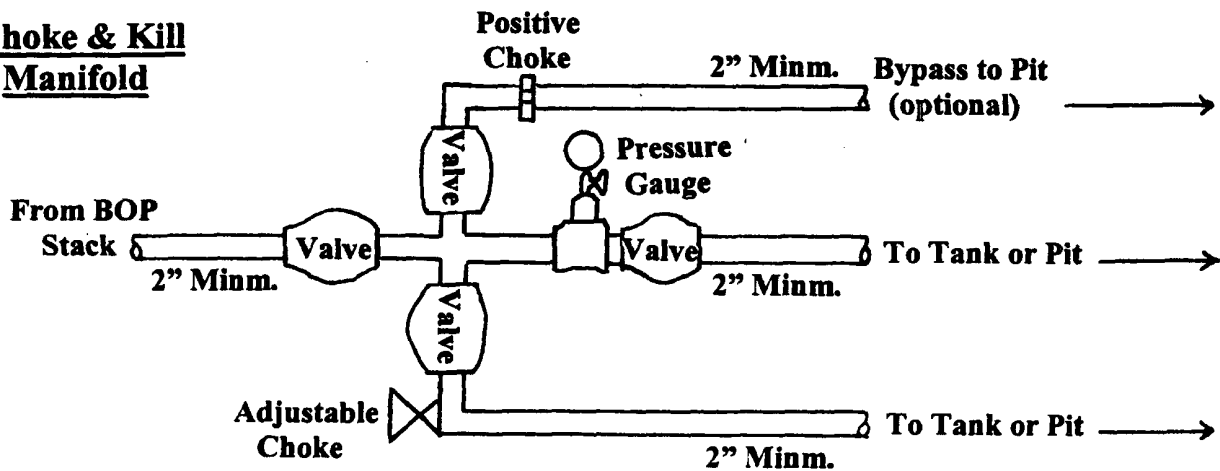 hoke & Kill
Manifold
Positive
Choke
2" Minm.
Bypass to Pit
(optional)
Valve
Pressure
Gauge
From BOP
Stack
Valve
Valve
To Tank or Pit
2" Minm.
2" Minm.
Valve
Adjustable
Choke
To Tank or Pit
2" Minm.